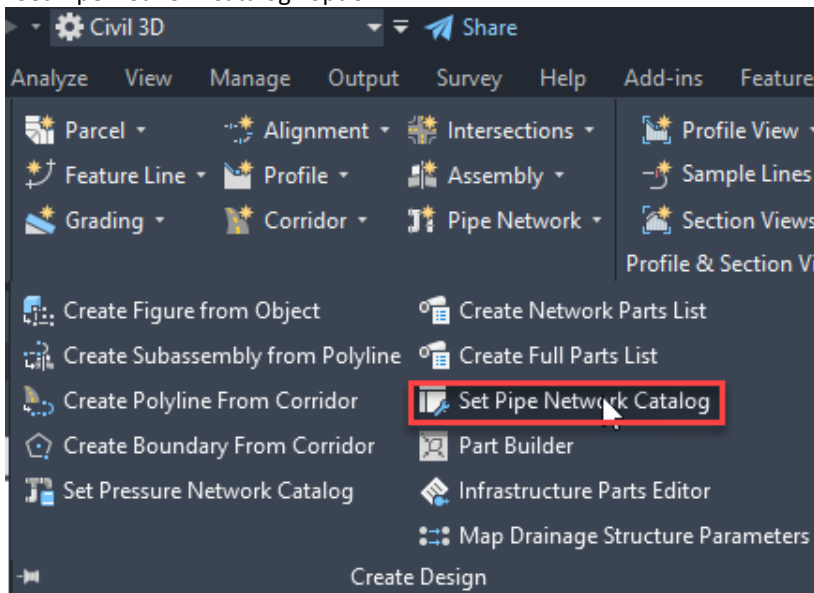 Civil 3D Share
Analyze View Manage Output Survey Help Add-ins Feature
Parcel Alignment Intersections Profile View
Feature Line Profile Assembly Sample Lines
Grading Corridor Pipe Network Section Views
Profile & Section Vi
Create Figure from Object Create Network Parts List
Create Subassembly from Polyline Create Full Parts List
Create Polyline From Corridor Set Pipe Network Catalog
Create Boundary From Corridor Part Builder
Set Pressure Network Catalog Infrastructure Parts Editor
Map Drainage Structure Parameters
Create Design